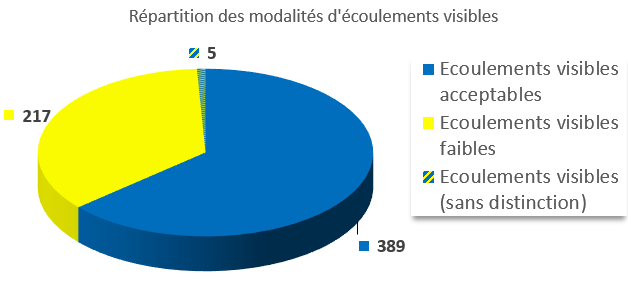 Répartition des modalités d'écoulements visibles
5
217
389
Ecoulements visibles
acceptables
Ecoulements visibles
faibles
Ecoulements visibles
(sans distinction)